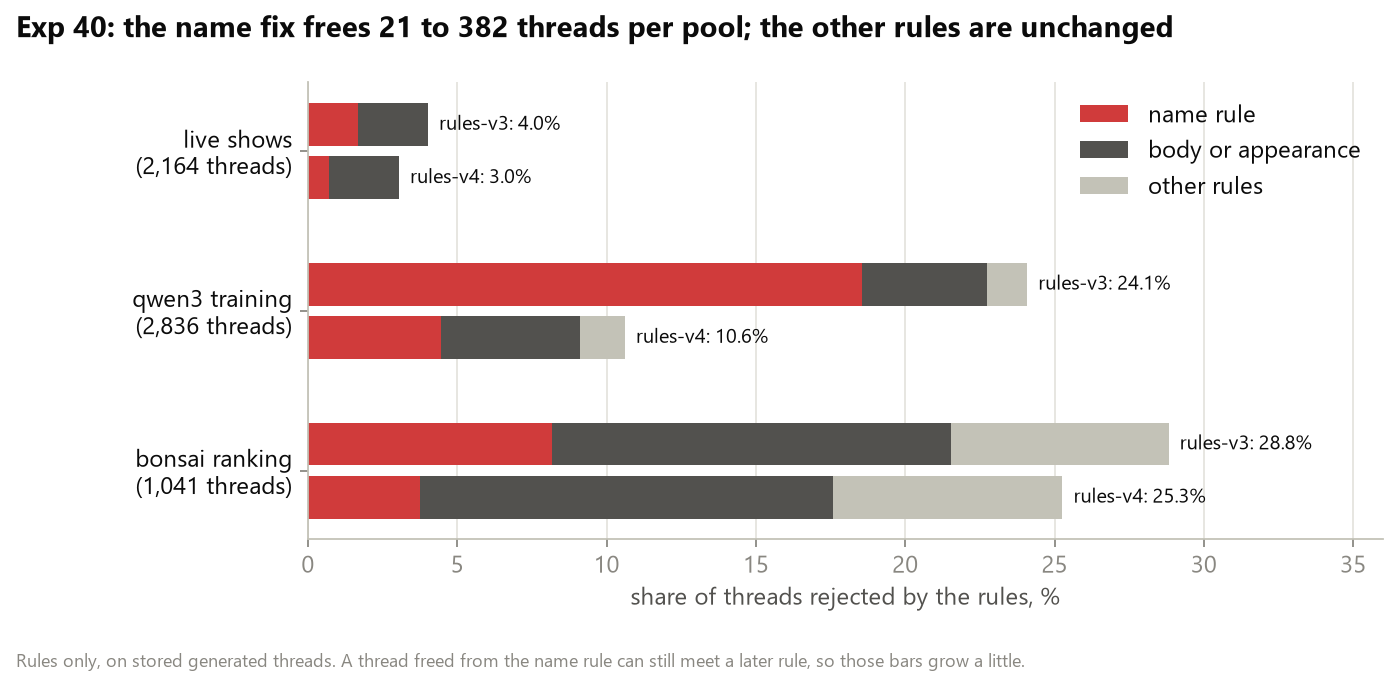 Exp 40: the name fix frees 21 to 382 threads per pool; the other rules are unchanged
name rule
body or appearance
other rules
live shows
(2,164 threads)
rules-v3: 4.0%
rules-v4: 3.0%
qwen3 training
(2,836 threads)
rules-v3: 24.1%
rules-v4: 10.6%
bonsai ranking
(1,041 threads)
rules-v3: 28.8%
rules-v4: 25.3%
0 5 10 15 20 25 30 35
share of threads rejected by the rules, %
Rules only, on stored generated threads. A thread freed from the name rule can still meet a later rule, so those bars grow a little.